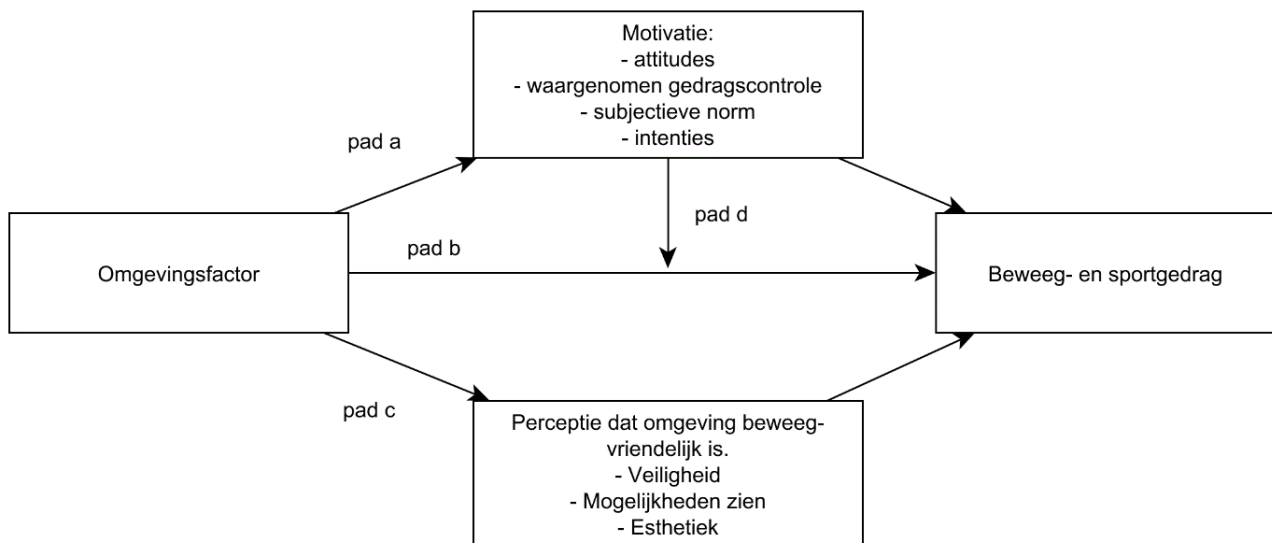 Motivatie:
- attitudes
- waargenomen gedragscontrole
- subjectieve norm
- intenties
pad a
pad d
pad b
Omgevingsfactor
Beweeg- en sportgedrag
pad c
Perceptie dat omgeving beweeg-
vriendelijk is.
- Veiligheid
- Mogelijkheden zien
- Esthetiek